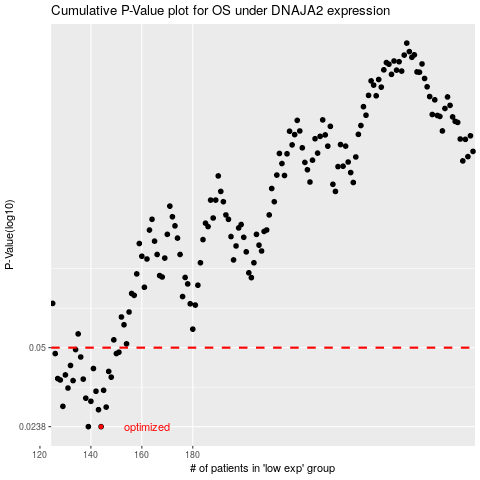 Cumulative P-Value plot for OS under DNAJA2 expression
P-Value(log10)
0.05
0.0238
optimized
120 140 160 180
# of patients in 'low exp' group